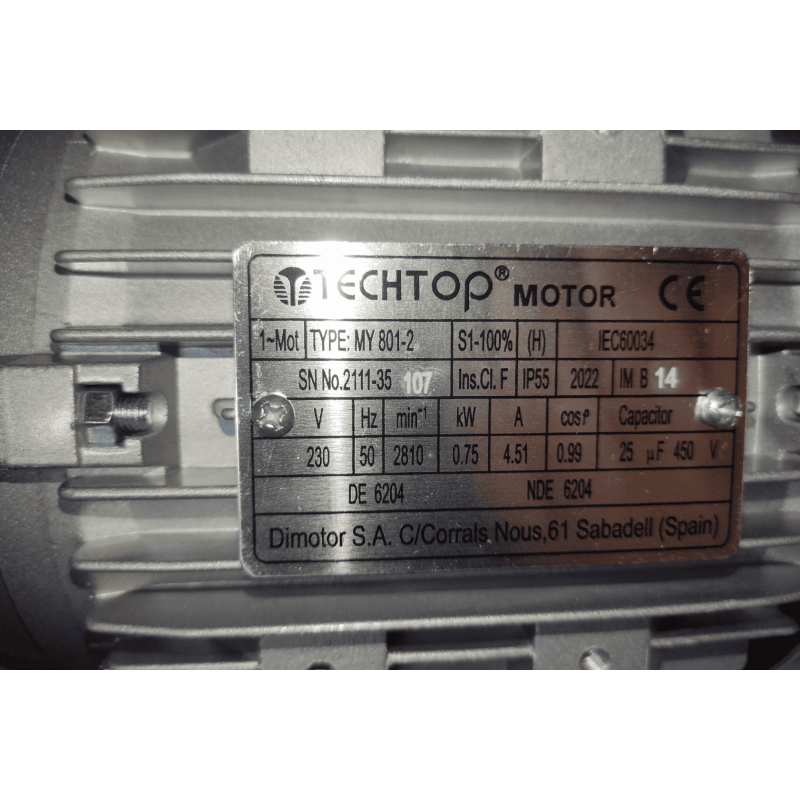 TECHTOP® MOTOR CE
1~Mot TYPE: MY 801-2 S1-100% (H) IEC60034
SN No.2111-35 107 Ins.Cl. F IP55 2022 IM B 14
V Hz min⁻¹ kW A cosρ Capacitor
230 50 2810 0.75 4.51 0.99 25 µF 450 V
DE 6204 NDE 6204
Dimotor S.A. C/Corrals Nous,61 Sabadell (Spain)